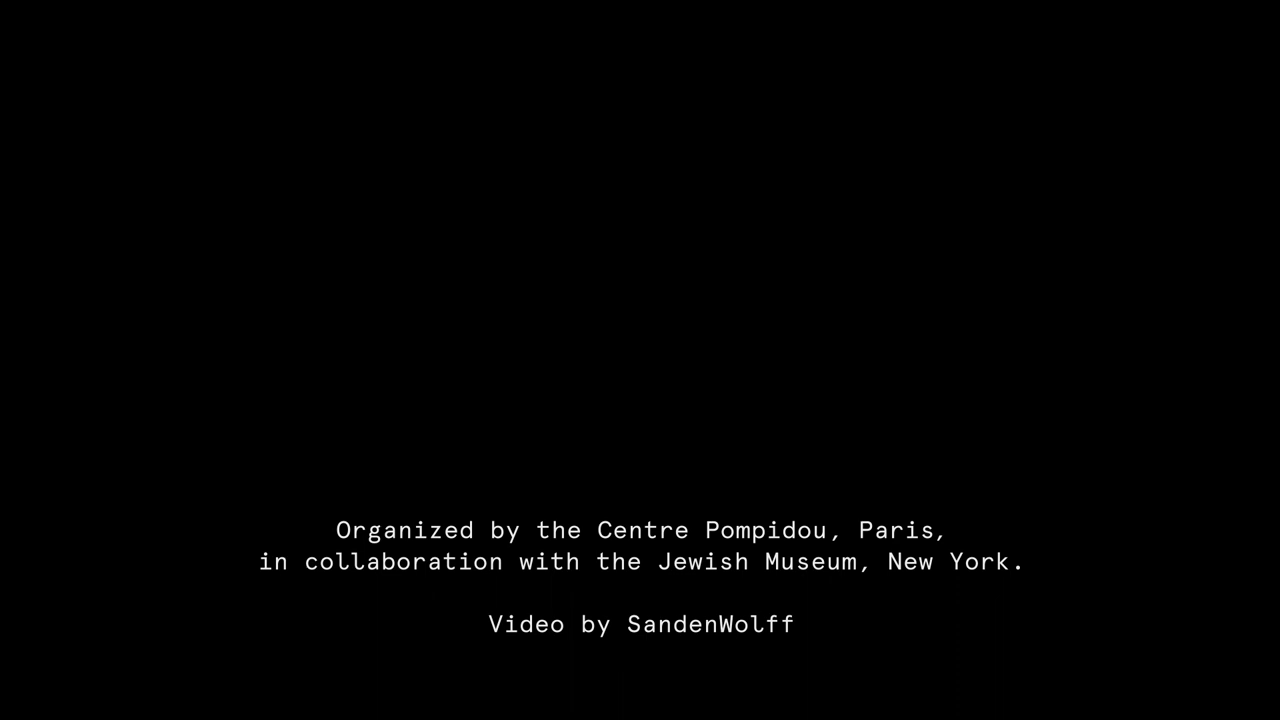 Organized by the Centre Pompidou, Paris,
in collaboration with the Jewish Museum, New York.
Video by SandenWolff